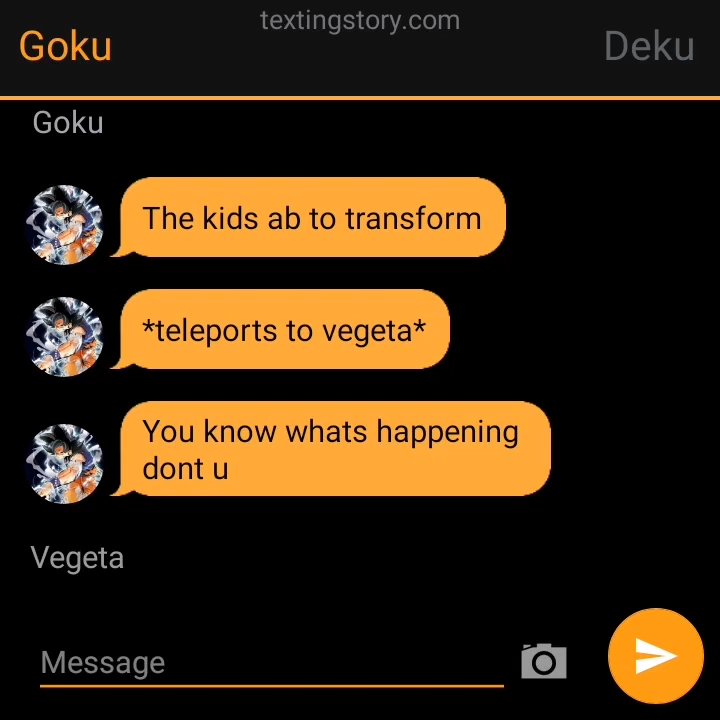 textingstory.com
Goku
Deku
Goku
The kids ab to transform
*teleports to vegeta*
You know whats happening
dont u
Vegeta
Message